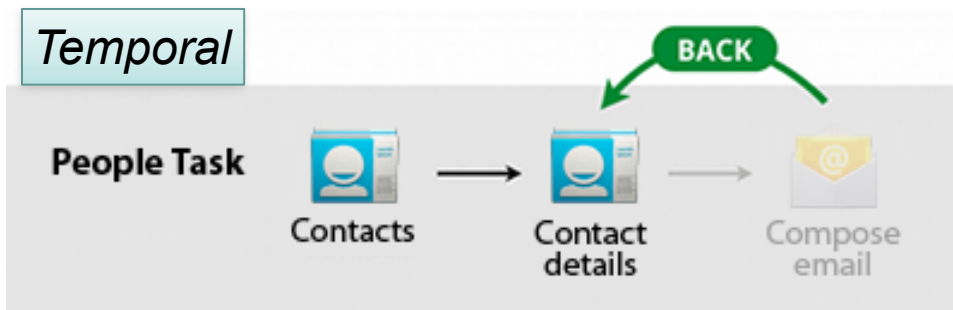 Temporal
BACK
People Task
Contacts
Contact
details
Compose
email